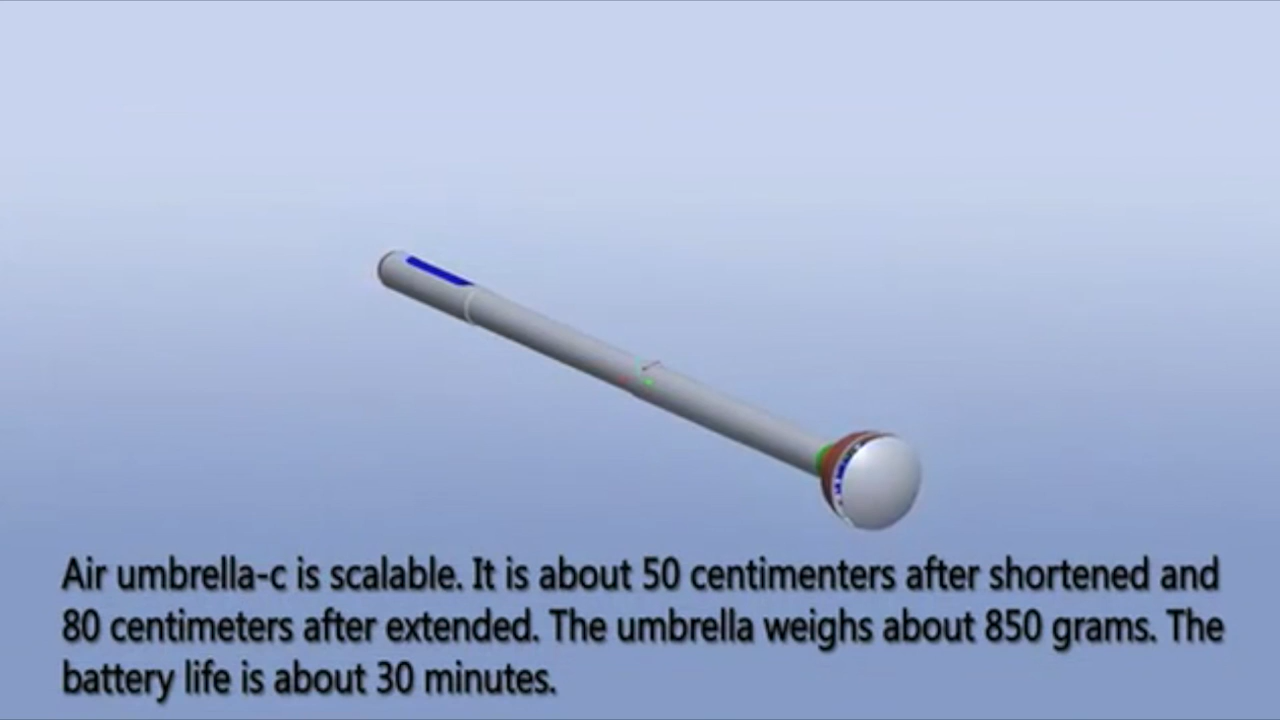 Air umbrella-c is scalable. It is about 50 centimenters after shortened and
80 centimeters after extended. The umbrella weighs about 850 grams. The
battery life is about 30 minutes.